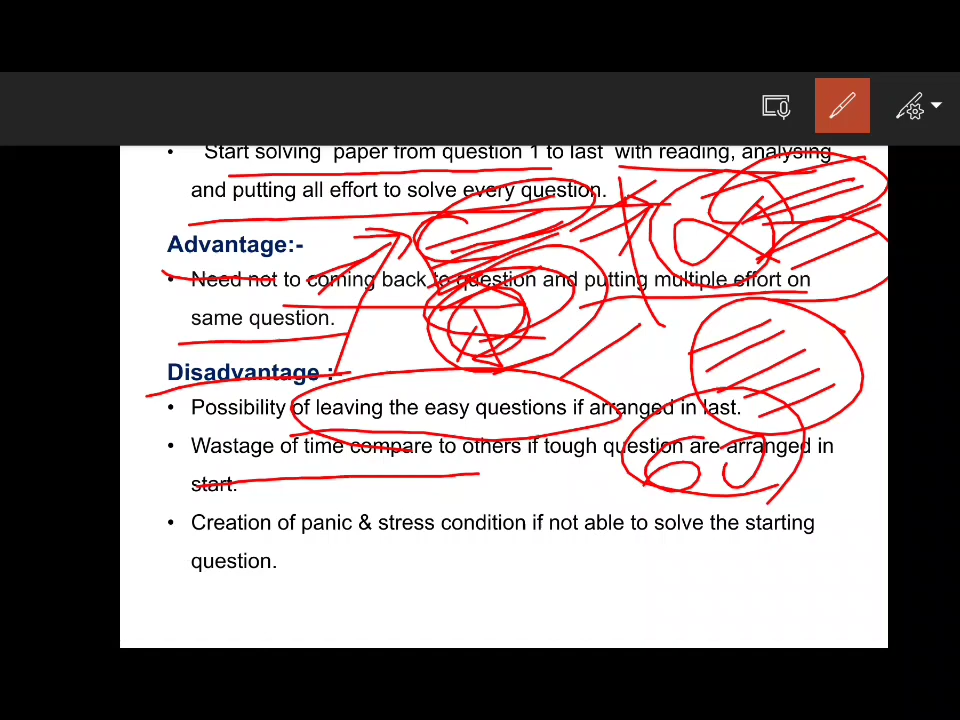 • Start solving paper from question 1 to last with reading, analysing
and putting all effort to solve every question.
Advantage:-
• Need not to coming back to question and putting multiple effort on
same question.
Disadvantage :-
• Possibility of leaving the easy questions if arranged in last.
• Wastage of time compare to others if tough question are arranged in
start.
• Creation of panic & stress condition if not able to solve the starting
question.